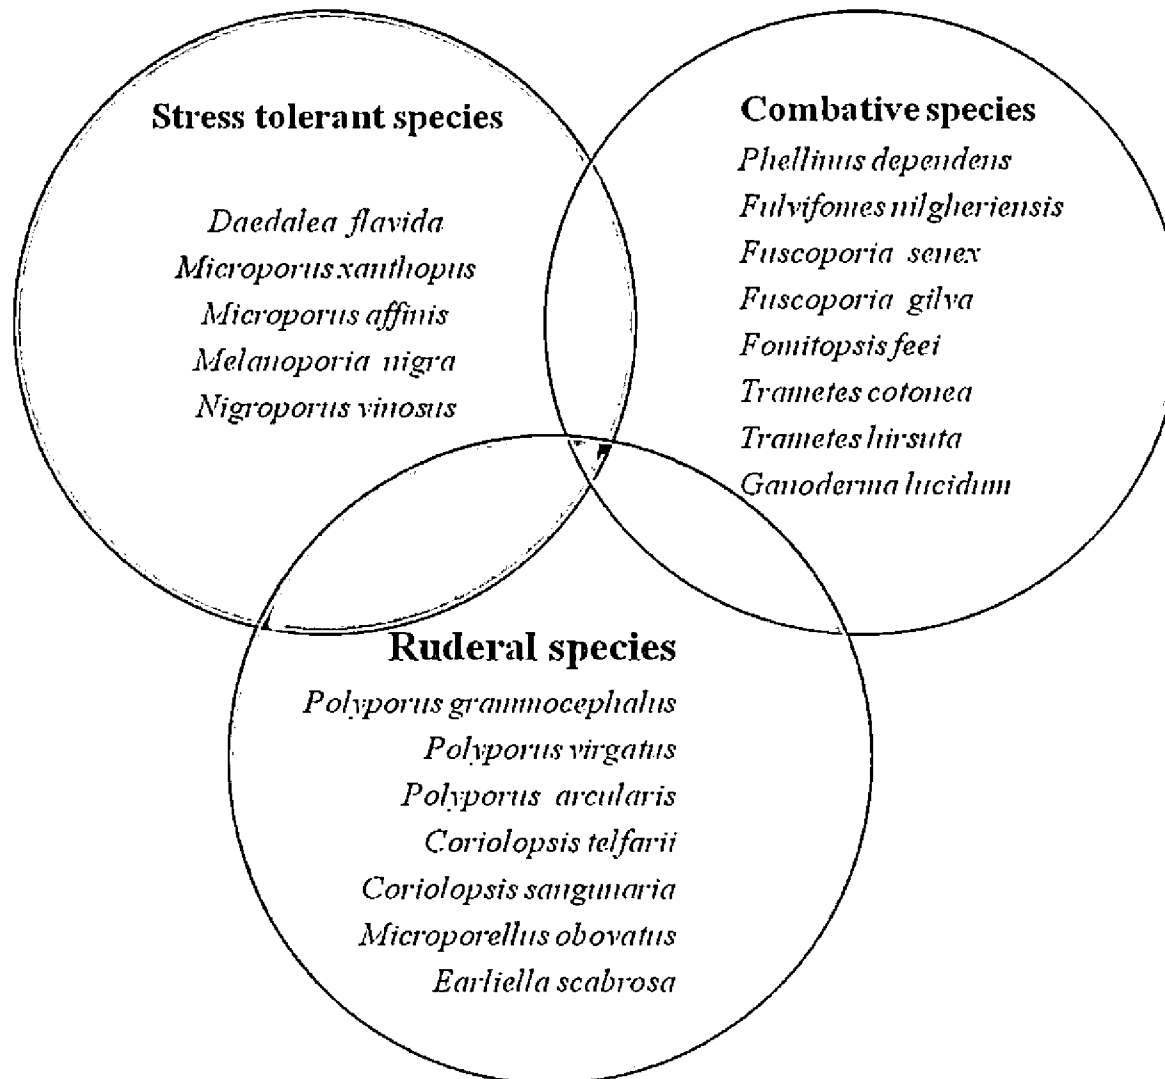 Stress tolerant species
Daedalea flavida
Microporus xanthopus
Microporus affinis
Melanoporia nigra
Nigroporus vinosus
Combative species
Phellinus dependens
Fulvifomes nilgheriensis
Fuscoporia senex
Fuscoporia gilva
Fomitopsis feei
Trametes cotonea
Trametes hirsuta
Ganoderma lucidum
Ruderal species
Polyporus grammocephalus
Polyporus virgatus
Polyporus arcularis
Coriolopsis telfarii
Coriolopsis sangunaria
Microporellus obovatus
Earliella scabrosa